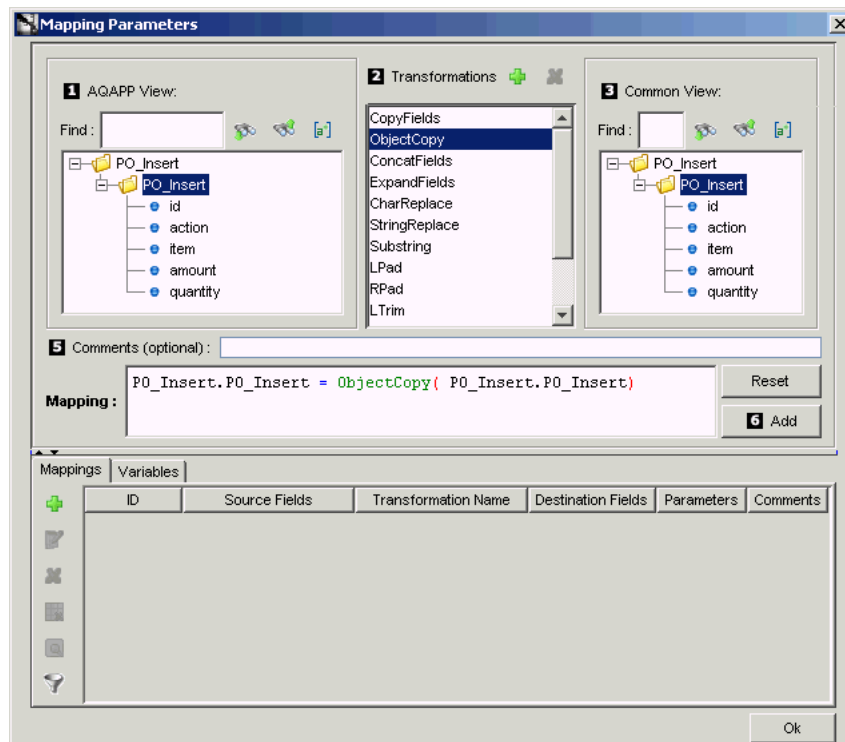 Mapping Parameters
1 AQAPP View:
Find :
PO_Insert
PO_Insert
id
action
item
amount
quantity
2 Transformations
CopyFields
ObjectCopy
ConcatFields
ExpandFields
CharReplace
StringReplace
Substring
LPad
RPad
LTrim
3 Common View:
Find :
PO_Insert
PO_Insert
id
action
item
amount
quantity
5 Comments (optional) :
Mapping :
PO_Insert.PO_Insert = ObjectCopy( PO_Insert.PO_Insert)
Reset
6 Add
Mappings Variables
ID Source Fields Transformation Name Destination Fields Parameters Comments
Ok